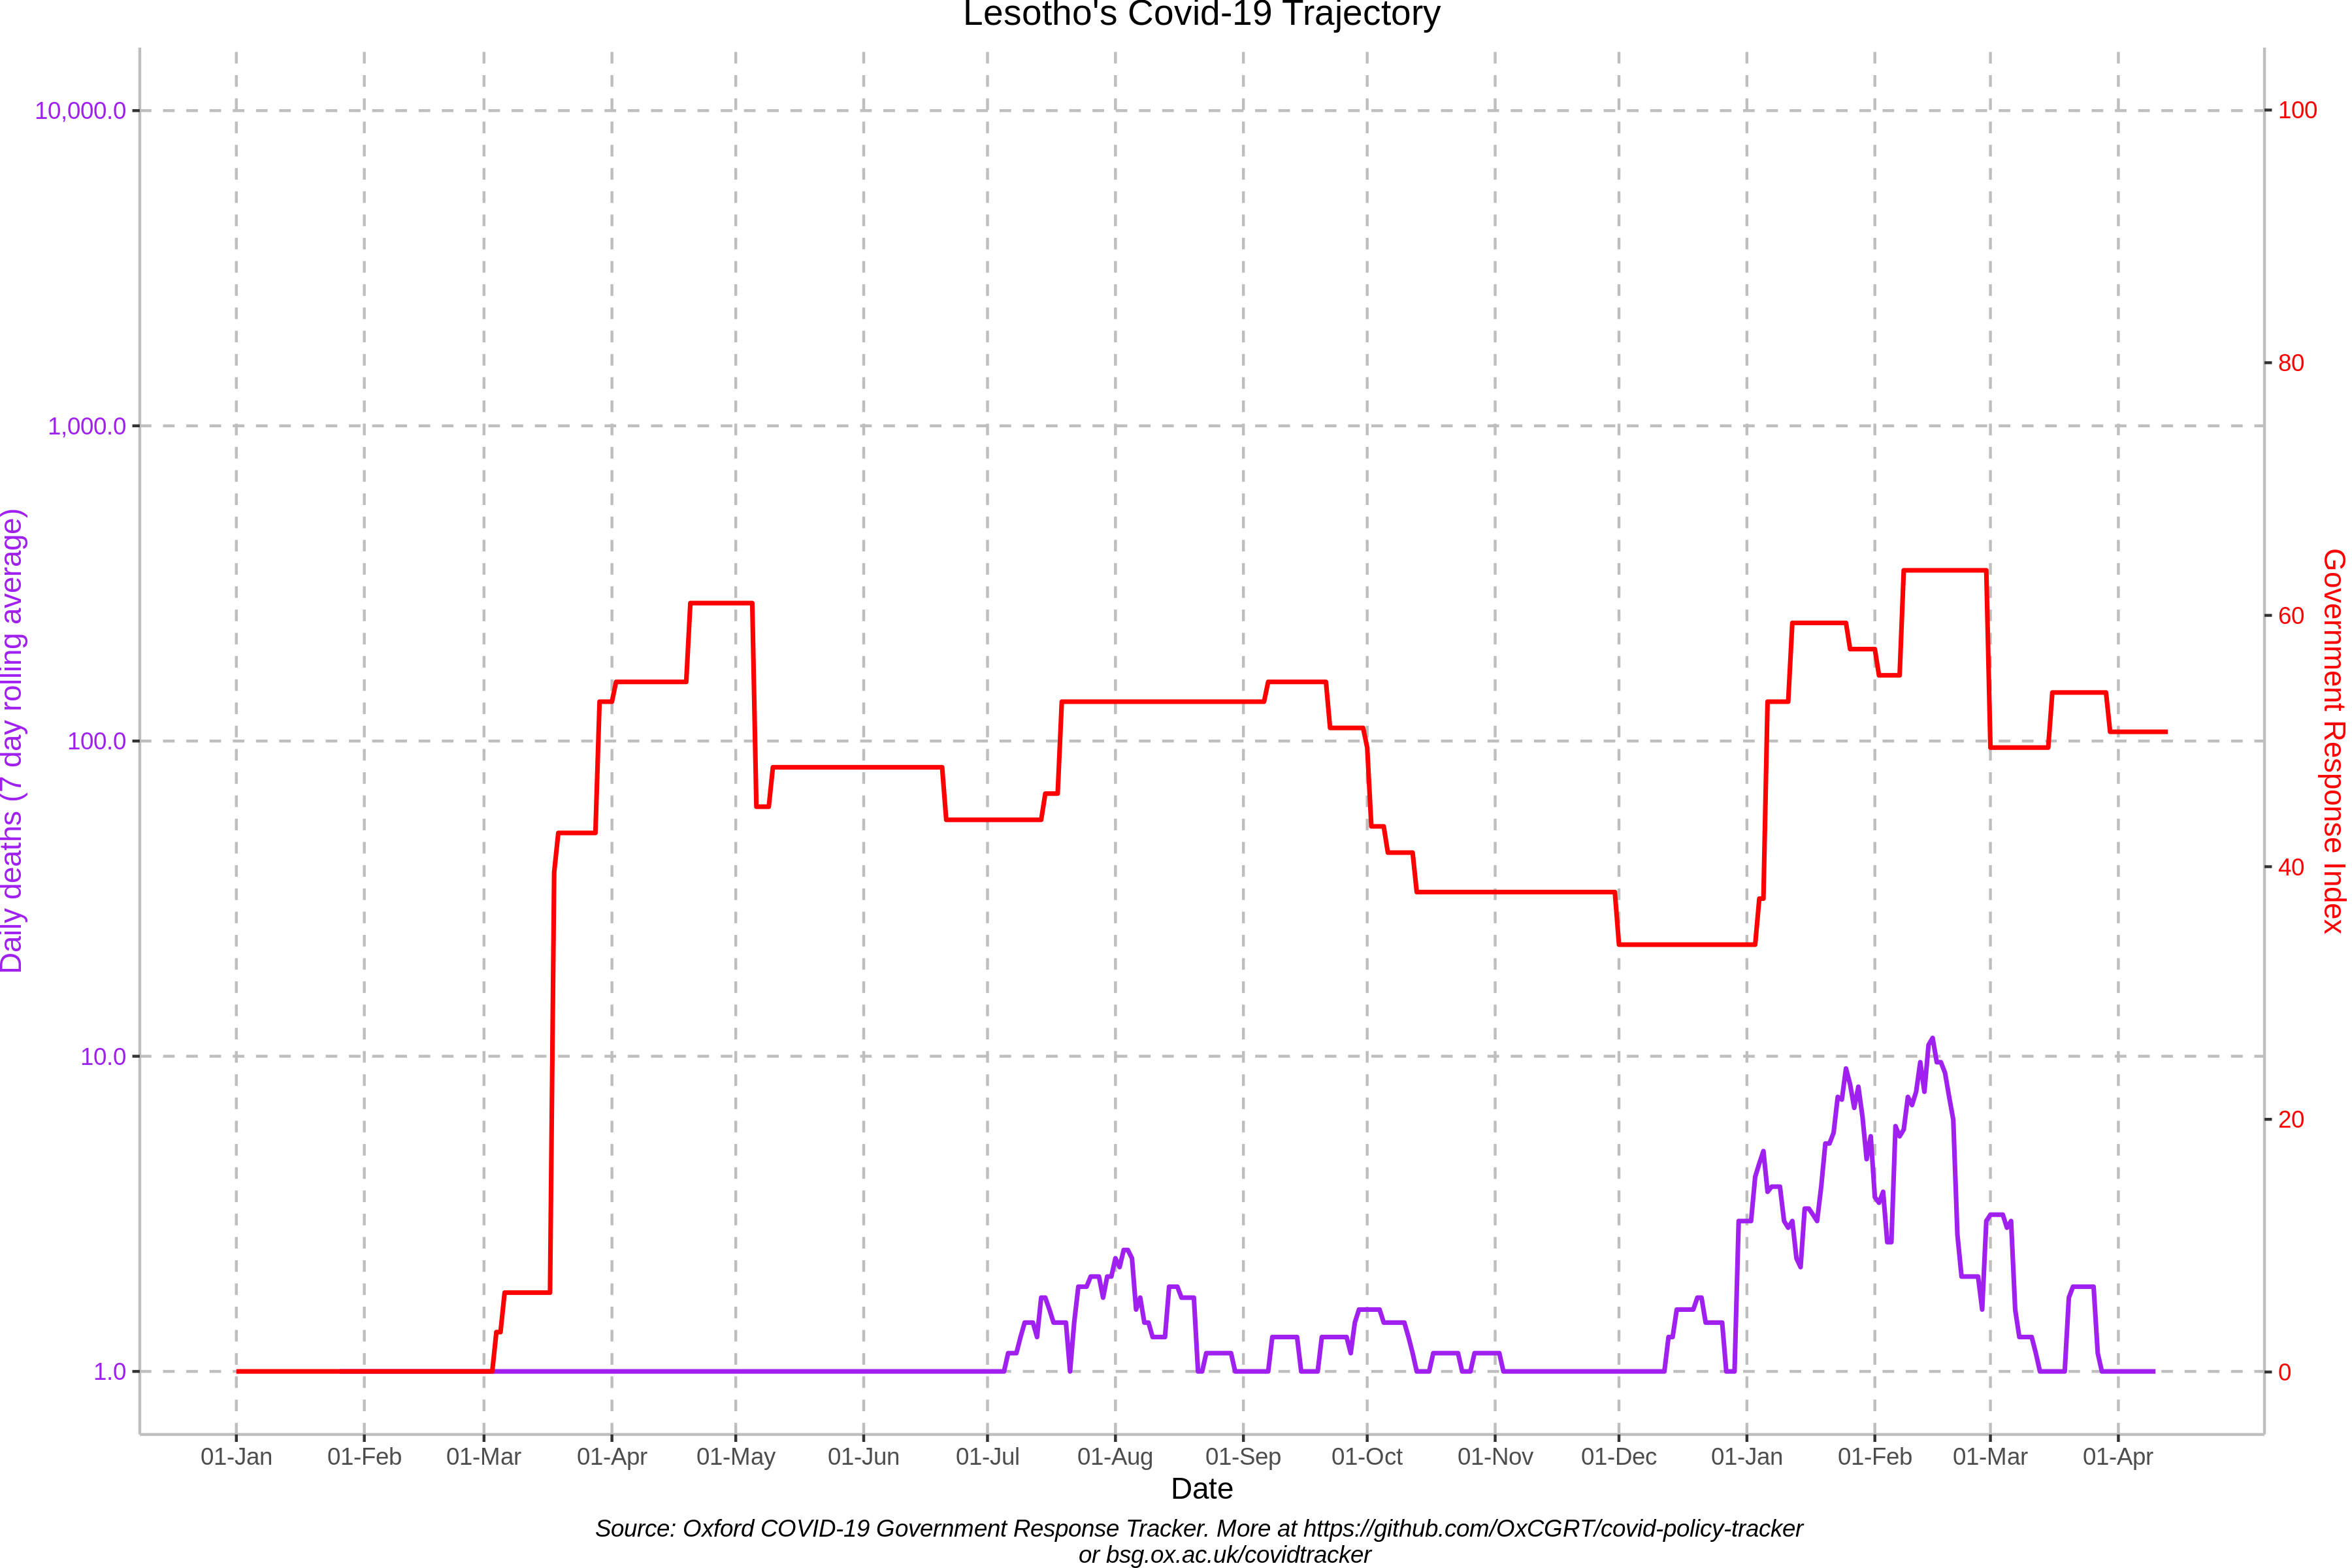 Lesotho's Covid-19 Trajectory
10,000.0
1,000.0
100.0
10.0
1.0
Daily deaths (7 day rolling average)
100
80
60
40
20
0
Government Response Index
01-Jan 01-Feb 01-Mar 01-Apr 01-May 01-Jun 01-Jul 01-Aug 01-Sep 01-Oct 01-Nov 01-Dec 01-Jan 01-Feb 01-Mar 01-Apr
Date
Source: Oxford COVID-19 Government Response Tracker. More at https://github.com/OxCGRT/covid-policy-tracker
or bsg.ox.ac.uk/covidtracker